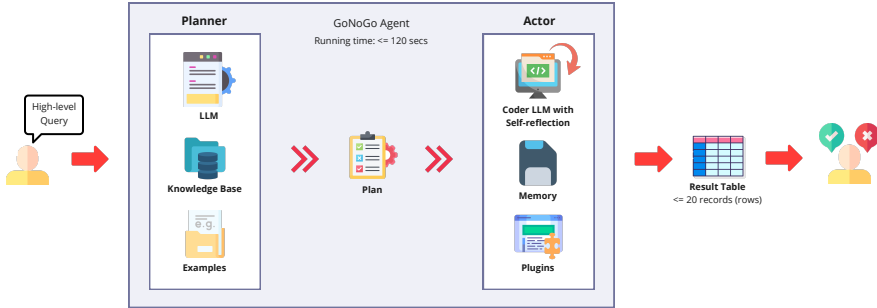 High-level
Query
Planner
LLM
Knowledge Base
e.g.
Examples
GoNoGo Agent
Running time: <= 120 secs
Plan
Actor
</>
Coder LLM with
Self-reflection
Memory
Plugins
Result Table
<= 20 records (rows)